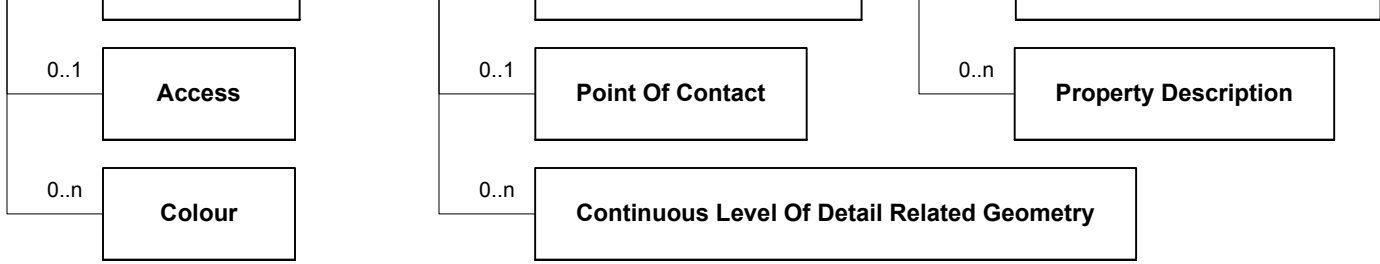 0..1
Access
0..1
Point Of Contact
0..n
Property Description
0..n
Colour
0..n
Continuous Level Of Detail Related Geometry